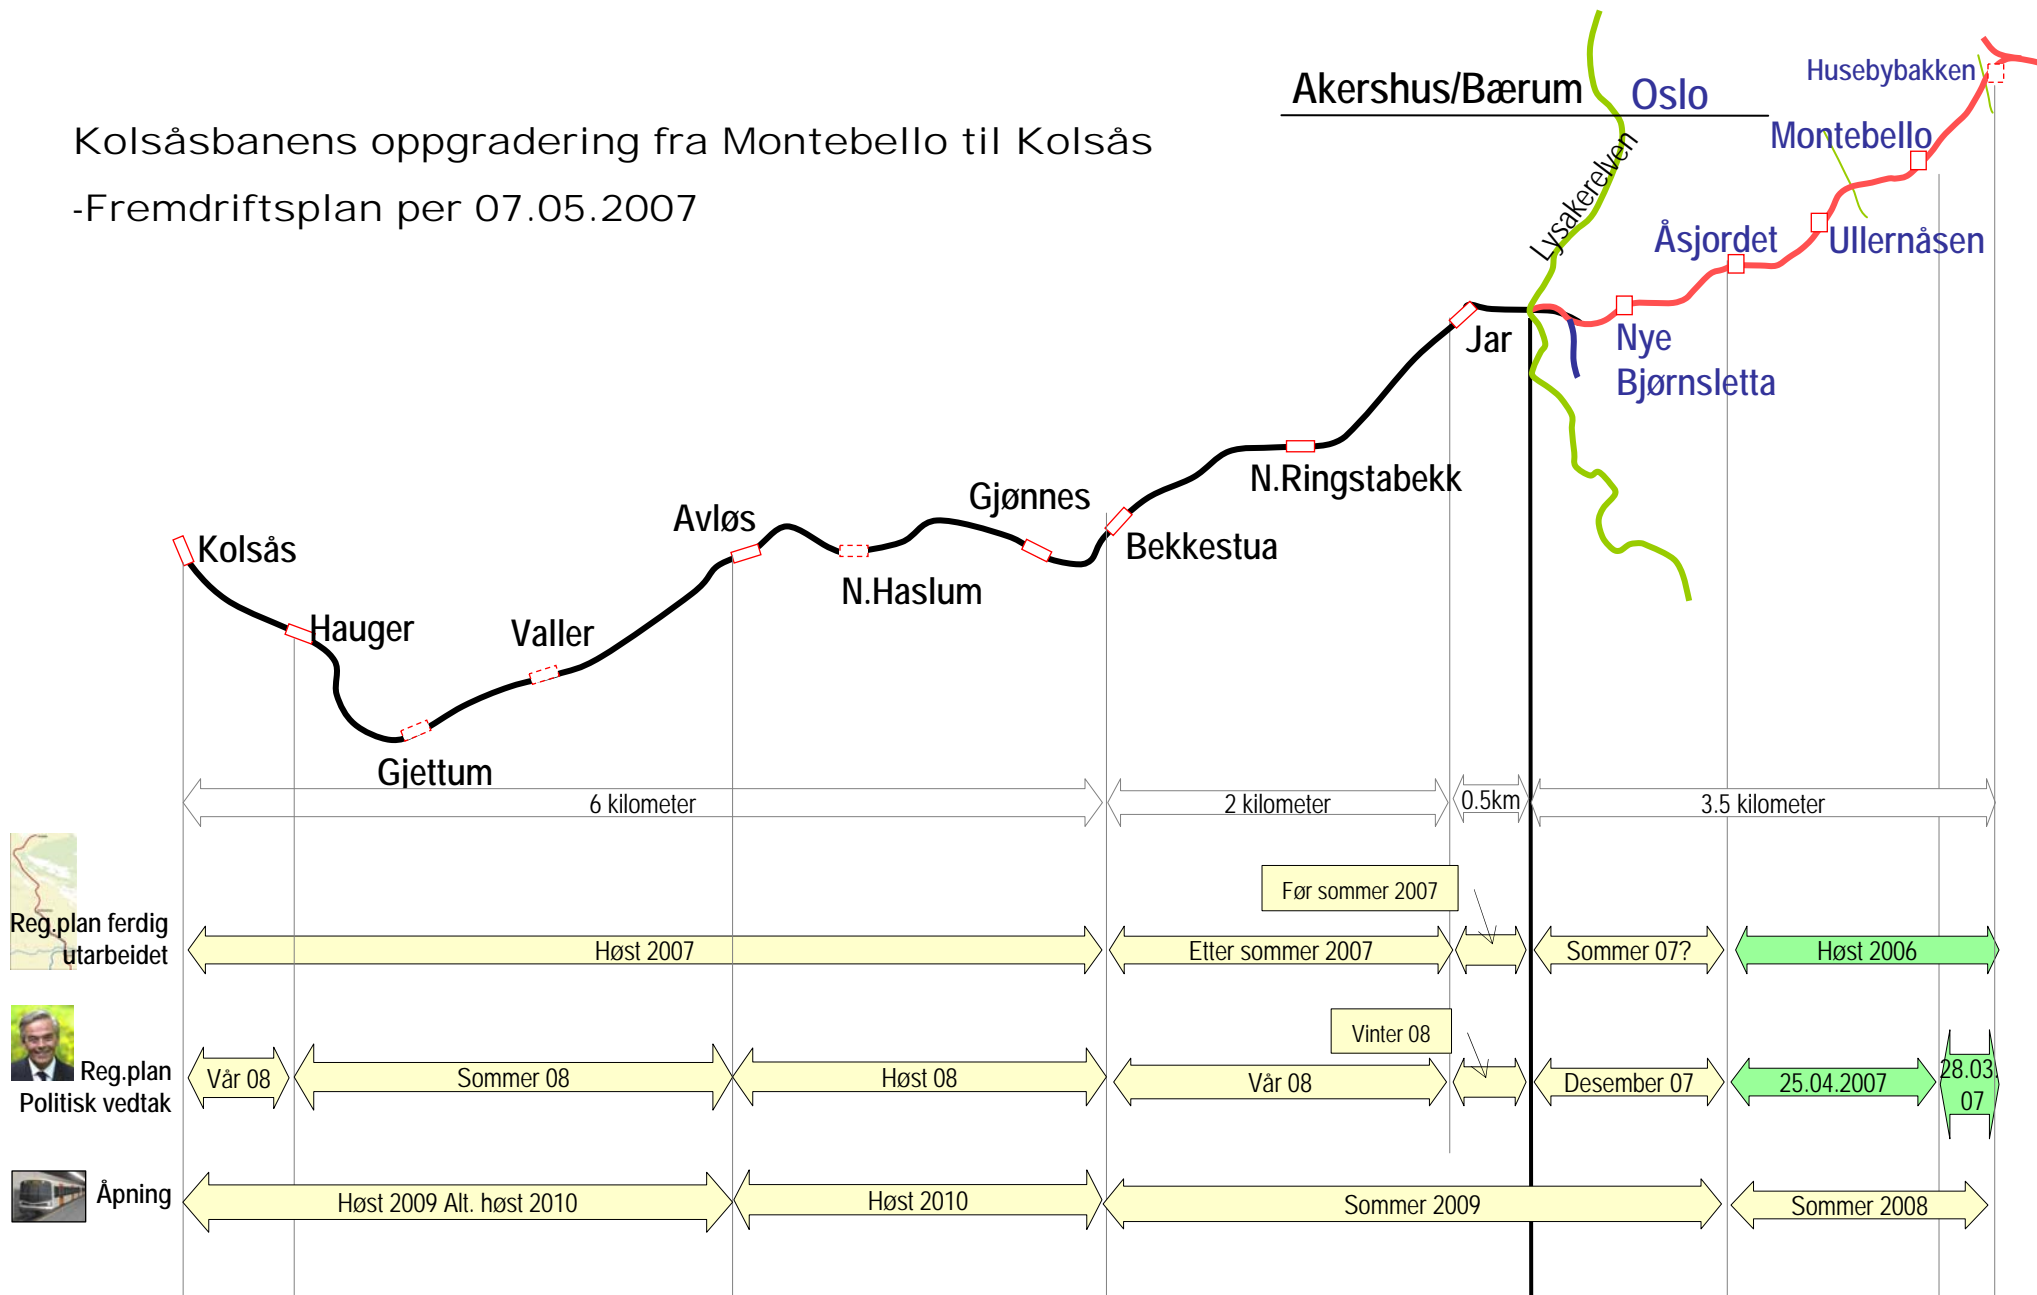 Akershus/Bærum
Oslo
Husebybakken
Kolsåsbanens oppgradering fra Montebello til Kolsås
-Fremdriftsplan per 07.05.2007
Montebello
Lysakerelven
Åsjordet
Ullernåsen
Jar
Nye
Bjørnsletta
N.Ringstabekk
Gjønnes
Avløs
Bekkestua
Kolsås
N.Haslum
Hauger
Valler
Gjettum
6 kilometer
2 kilometer
0.5km
3.5 kilometer
Før sommer 2007
Reg.plan ferdig
utarbeidet
Høst 2007
Etter sommer 2007
Sommer 07?
Høst 2006
Vinter 08
Reg.plan
Politisk vedtak
Vår 08
Sommer 08
Høst 08
Vår 08
Desember 07
25.04.2007
28.03.
07
Åpning
Høst 2009 Alt. høst 2010
Høst 2010
Sommer 2009
Sommer 2008